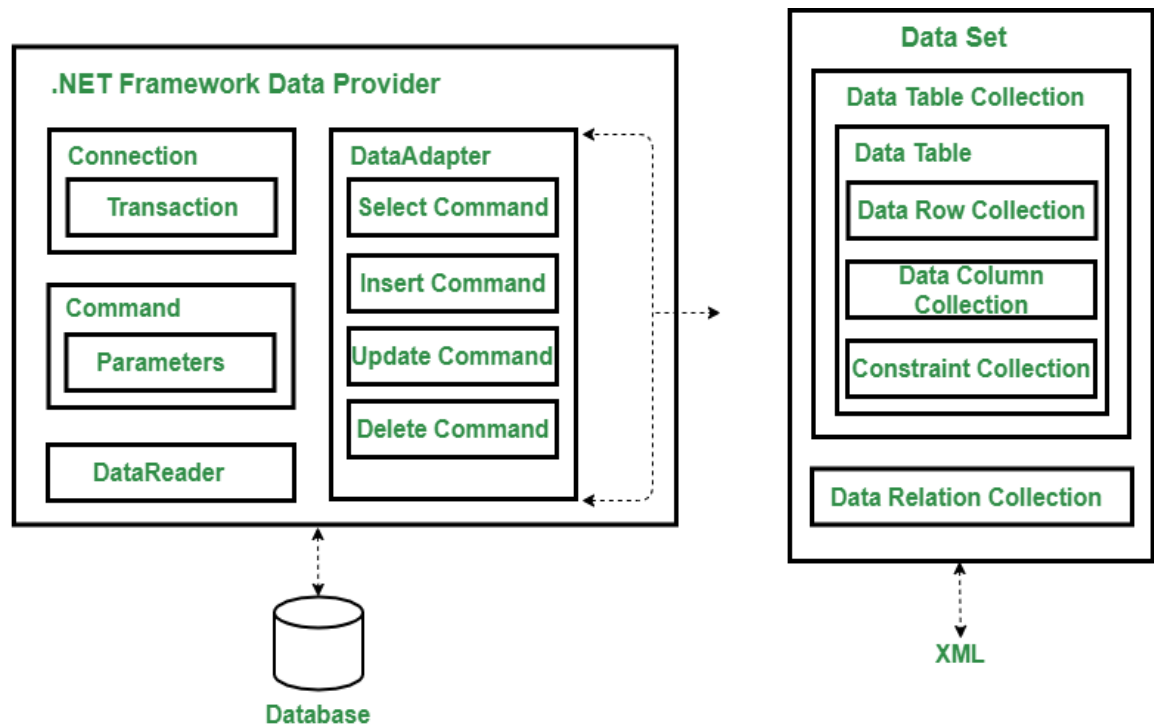 .NET Framework Data Provider
Connection
Transaction
Command
Parameters
DataReader
DataAdapter
Select Command
Insert Command
Update Command
Delete Command
Database
Data Set
Data Table Collection
Data Table
Data Row Collection
Data Column
Collection
Constraint Collection
Data Relation Collection
XML